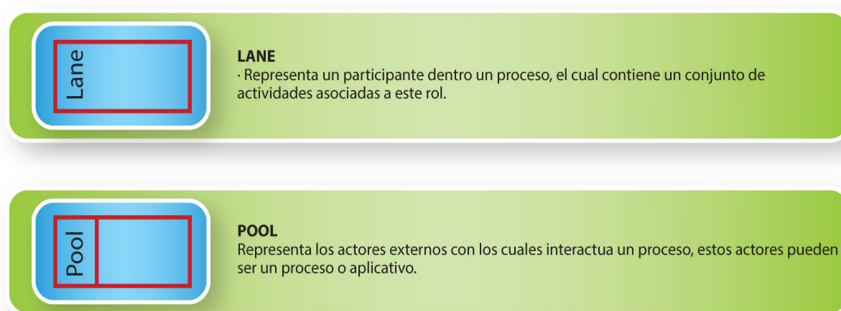 Lane
LANE
· Representa un participante dentro un proceso, el cual contiene un conjunto de
actividades asociadas a este rol.
Pool
POOL
Representa los actores externos con los cuales interactua un proceso, estos actores pueden
ser un proceso o aplicativo.